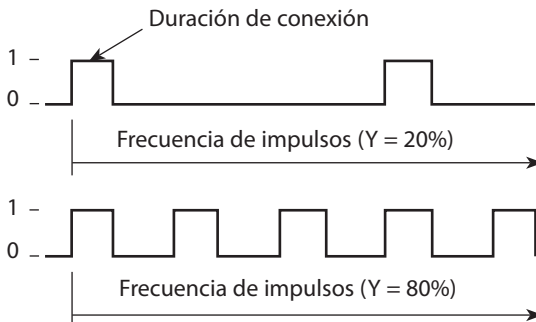 Duración de conexión
1
0
Frecuencia de impulsos (Y = 20%)
1
0
Frecuencia de impulsos (Y = 80%)